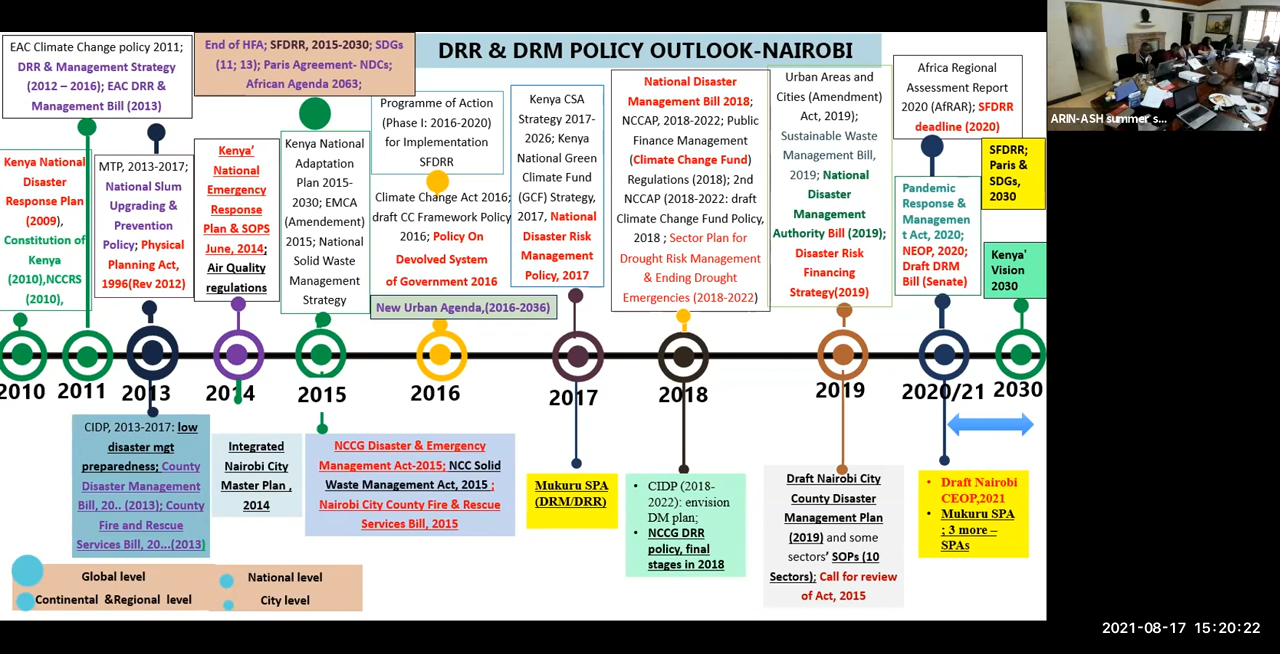 DRR & DRM POLICY OUTLOOK-NAIROBI
EAC Climate Change policy 2011;
DRR & Management Strategy
(2012 – 2016); EAC DRR &
Management Bill (2013)
End of HFA; SFDRR, 2015-2030; SDGs
(11; 13); Paris Agreement- NDCs;
African Agenda 2063;
Kenya National
Disaster
Response Plan
(2009),
Constitution of
Kenya
(2010),NCCRS
(2010),
MTP, 2013-2017;
National Slum
Upgrading &
Prevention
Policy; Physical
Planning Act,
1996(Rev 2012)
Kenya’
National
Emergency
Response
Plan & SOPS
June, 2014;
Air Quality
regulations
Kenya National
Adaptation
Plan 2015-
2030; EMCA
(Amendement)
2015; National
Solid Waste
Management
Strategy
Programme of Action
(Phase I: 2016-2020)
for Implementation
SFDRR
Climate Change Act 2016;
draft CC Framework Policy
2016; Policy On
Devolved System
of Government 2016
New Urban Agenda,(2016-2036)
Kenya CSA
Strategy 2017-
2026; Kenya
National Green
Climate Fund
(GCF) Strategy,
2017, National
Disaster Risk
Management
Policy, 2017
National Disaster
Management Bill 2018;
NCCAP, 2018-2022; Public
Finance Management
(Climate Change Fund)
Regulations (2018); 2nd
NCCAP (2018-2022: draft
Climate Change Fund Policy,
2018 ; Sector Plan for
Drought Risk Management
& Ending Drought
Emergencies (2018-2022)
Urban Areas and
Cities (Amendment)
Act, 2019);
Sustainable Waste
Management Bill,
2019; National
Disaster
Management
Authority Bill (2019);
Disaster Risk
Financing
Strategy(2019)
Africa Regional
Assessment Report
2020 (AfRAR); SFDRR
deadline (2020)
Pandemic
Response &
Managemen
t Act, 2020;
NEOP, 2020;
Draft DRM
Bill (Senate)
SFDRR;
Paris &
SDGs,
2030
Kenya'
Vision
2030
2010 2011 2013 2014 2015 2016 2017 2018 2019 2020/21 2030
CIDP, 2013-2017: low
disaster mgt
preparedness; County
Disaster Management
Bill, 20.. (2013); County
Fire and Rescue
Services Bill, 20...(2013)
Integrated
Nairobi City
Master Plan ,
2014
NCCG Disaster & Emergency
Management Act-2015; NCC Solid
Waste Management Act, 2015 ;
Nairobi City County Fire & Rescue
Services Bill, 2015
Mukuru SPA
(DRM/DRR)
• CIDP (2018-
2022): envision
DM plan;
• NCCG DRR
policy, final
stages in 2018
Draft Nairobi City
County Disaster
Management Plan
(2019) and some
sectors’ SOPs (10
Sectors); Call for review
of Act, 2015
• Draft Nairobi
CEOP,2021
• Mukuru SPA
; 3 more –
SPAs
Global level
Continental &Regional level
National level
City level
ARIN-ASH summer s...
2021-08-17 15:20:22